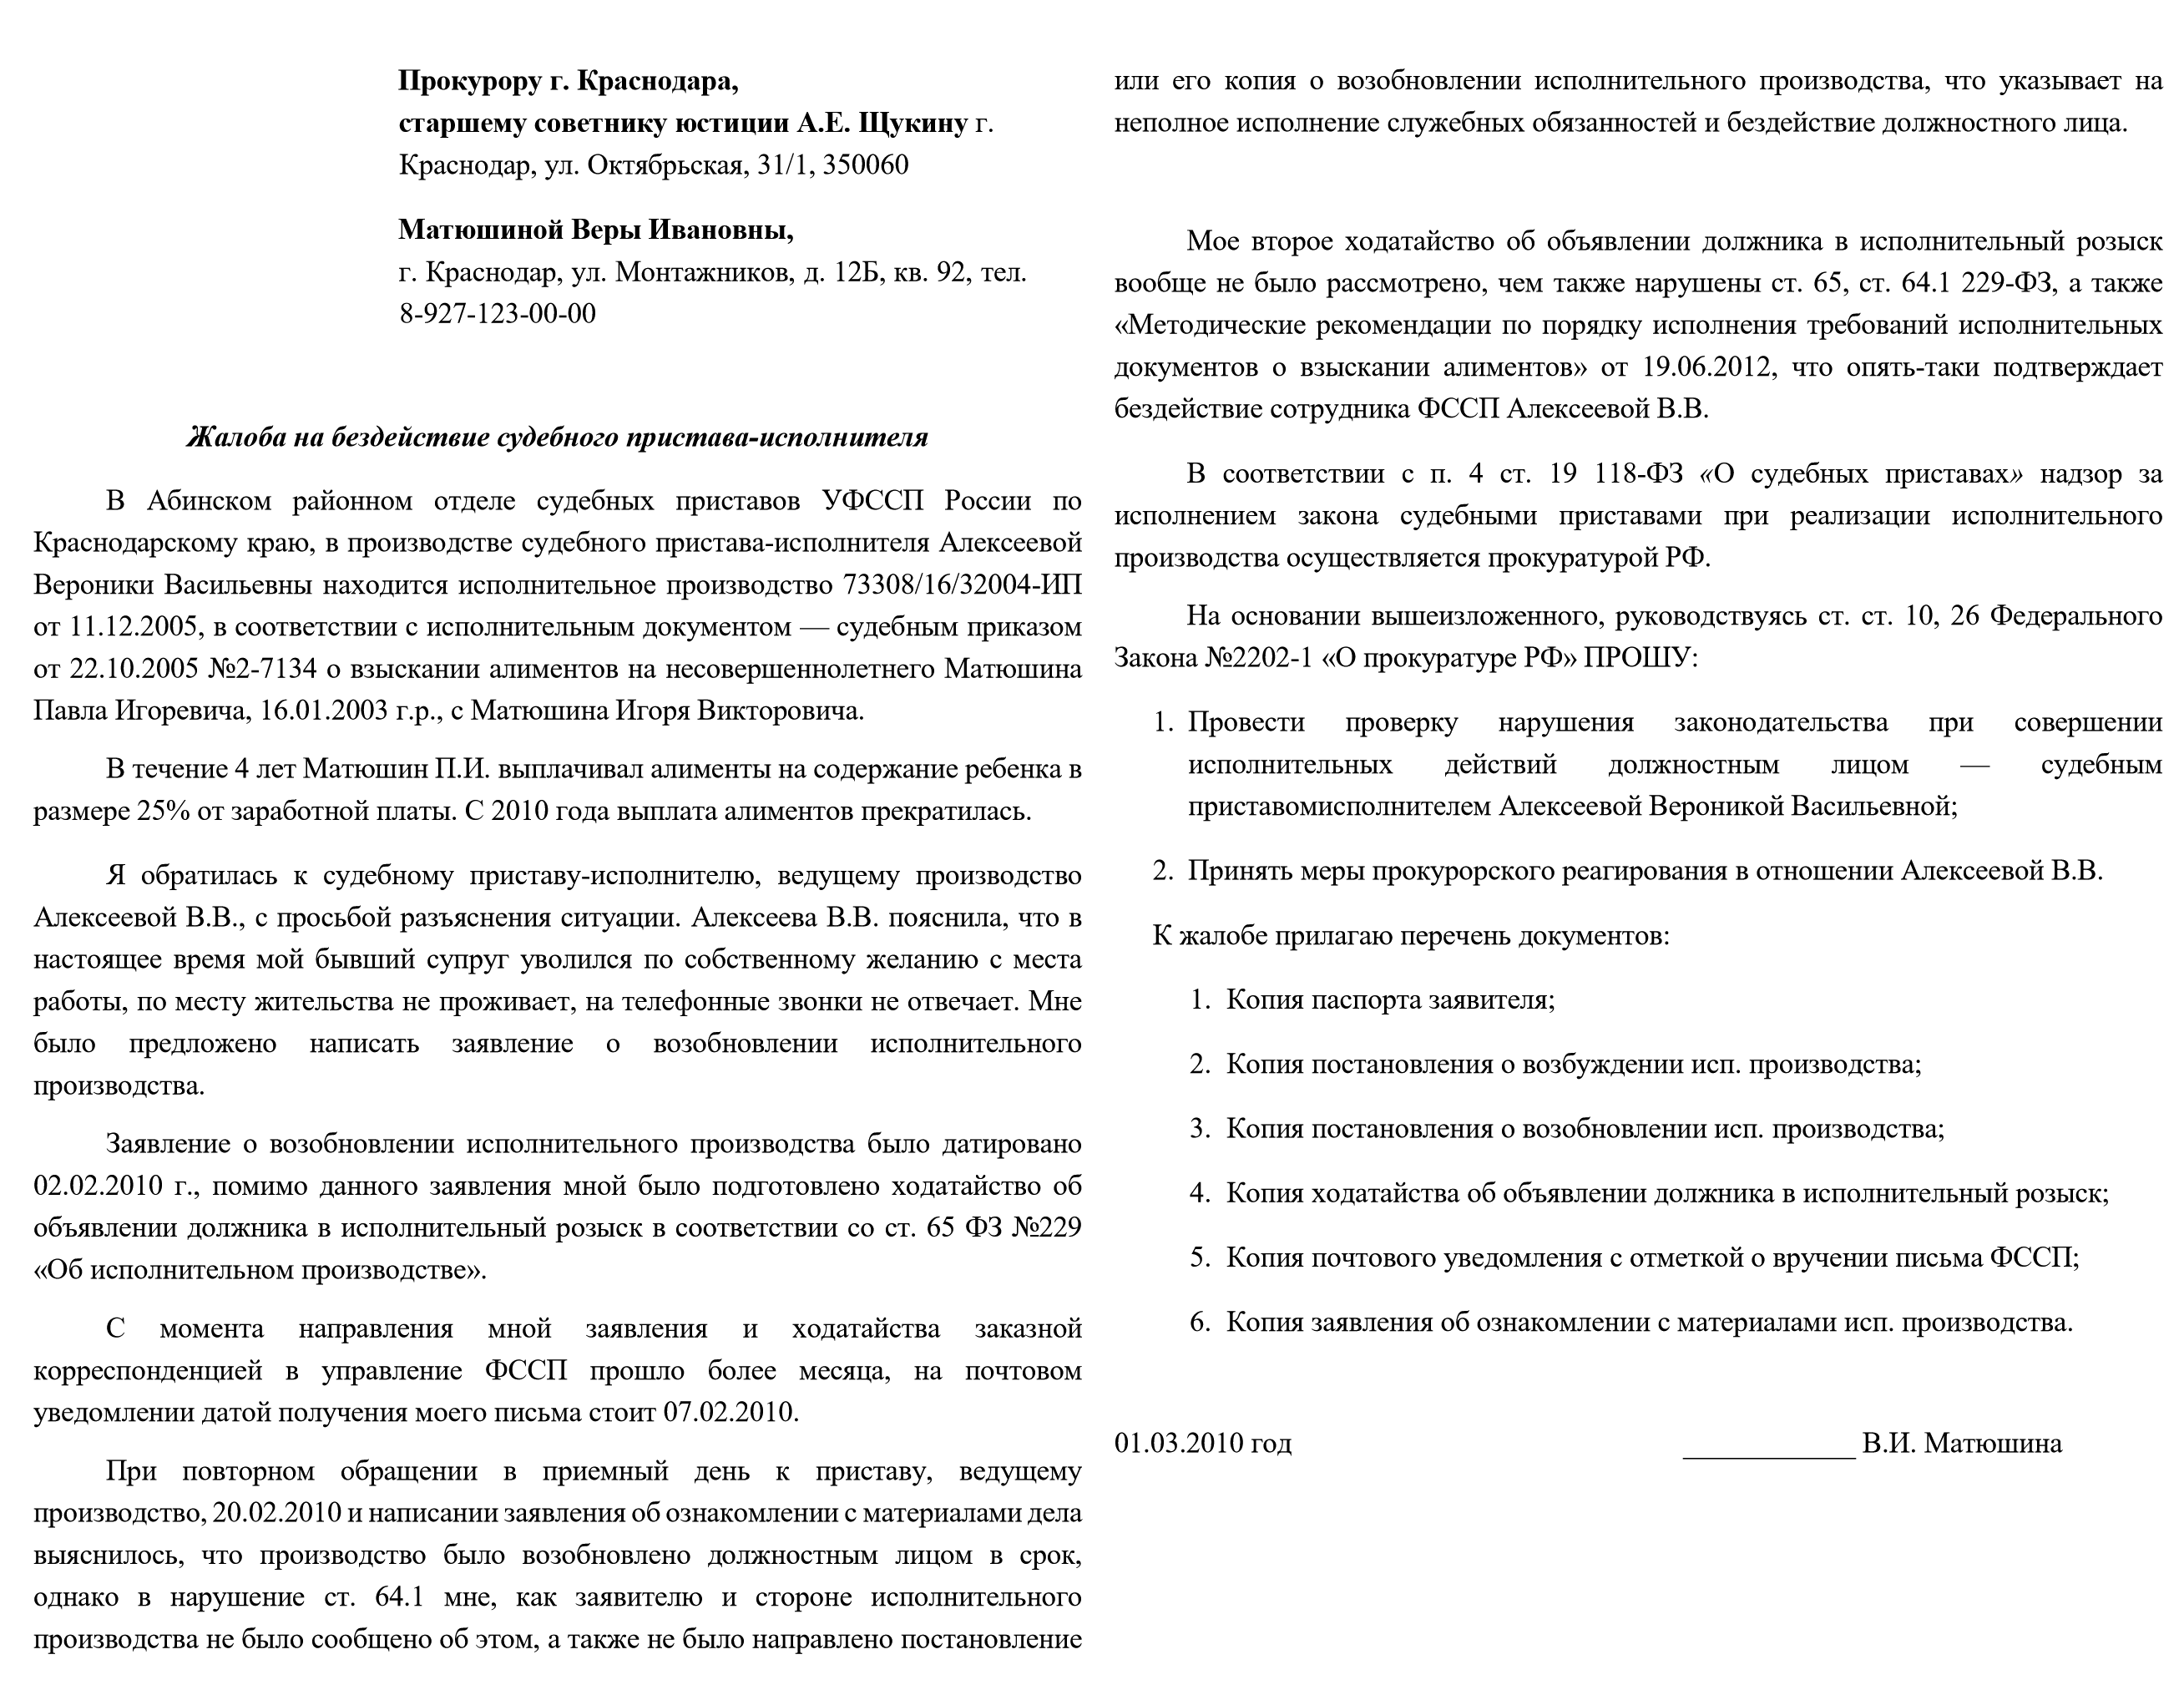 Прокурору г. Краснодара,
старшему советнику юстиции А.Е. Щукину г.
Краснодар, ул. Октябрьская, 31/1, 350060
Матюшиной Веры Ивановны,
г. Краснодар, ул. Монтажников, д. 12Б, кв. 92, тел.
8-927-123-00-00
Жалоба на бездействие судебного пристава-исполнителя
В Абинском районном отделе судебных приставов УФССП России по
Краснодарскому краю, в производстве судебного пристава-исполнителя Алексеевой
Вероники Васильевны находится исполнительное производство 73308/16/32004-ИП
от 11.12.2005, в соответствии с исполнительным документом — судебным приказом
от 22.10.2005 №2-7134 о взыскании алиментов на несовершеннолетнего Матюшина
Павла Игоревича, 16.01.2003 г.р., с Матюшина Игоря Викторовича.
В течение 4 лет Матюшин П.И. выплачивал алименты на содержание ребенка в
размере 25% от заработной платы. С 2010 года выплата алиментов прекратилась.
Я обратилась к судебному приставу-исполнителю, ведущему производство
Алексеевой В.В., с просьбой разъяснения ситуации. Алексеева В.В. пояснила, что в
настоящее время мой бывший супруг уволился по собственному желанию с места
работы, по месту жительства не проживает, на телефонные звонки не отвечает. Мне
было предложено написать заявление о возобновлении исполнительного
производства.
Заявление о возобновлении исполнительного производства было датировано
02.02.2010 г., помимо данного заявления мной было подготовлено ходатайство об
объявлении должника в исполнительный розыск в соответствии со ст. 65 ФЗ №229
«Об исполнительном производстве».
С момента направления мной заявления и ходатайства заказной
корреспонденцией в управление ФССП прошло более месяца, на почтовом
уведомлении датой получения моего письма стоит 07.02.2010.
При повторном обращении в приемный день к приставу, ведущему
производство, 20.02.2010 и написании заявления об ознакомлении с материалами дела
выяснилось, что производство было возобновлено должностным лицом в срок,
однако в нарушение ст. 64.1 мне, как заявителю и стороне исполнительного
производства не было сообщено об этом, а также не было направлено постановление
или его копия о возобновлении исполнительного производства, что указывает на
неполное исполнение служебных обязанностей и бездействие должностного лица.
Мое второе ходатайство об объявлении должника в исполнительный розыск
вообще не было рассмотрено, чем также нарушены ст. 65, ст. 64.1 229-ФЗ, а также
«Методические рекомендации по порядку исполнения требований исполнительных
документов о взыскании алиментов» от 19.06.2012, что опять-таки подтверждает
бездействие сотрудника ФССП Алексеевой В.В.
В соответствии с п. 4 ст. 19 118-ФЗ «О судебных приставах» надзор за
исполнением закона судебными приставами при реализации исполнительного
производства осуществляется прокуратурой РФ.
На основании вышеизложенного, руководствуясь ст. ст. 10, 26 Федерального
Закона №2202-1 «О прокуратуре РФ» ПРОШУ:
1. Провести проверку нарушения законодательства при совершении
исполнительных действий должностным лицом — судебным
приставомисполнителем Алексеевой Вероникой Васильевной;
2. Принять меры прокурорского реагирования в отношении Алексеевой В.В.
К жалобе прилагаю перечень документов:
1. Копия паспорта заявителя;
2. Копия постановления о возбуждении исп. производства;
3. Копия постановления о возобновлении исп. производства;
4. Копия ходатайства об объявлении должника в исполнительный розыск;
5. Копия почтового уведомления с отметкой о вручении письма ФССП;
6. Копия заявления об ознакомлении с материалами исп. производства.
01.03.2010 год ____________ В.И. Матюшина